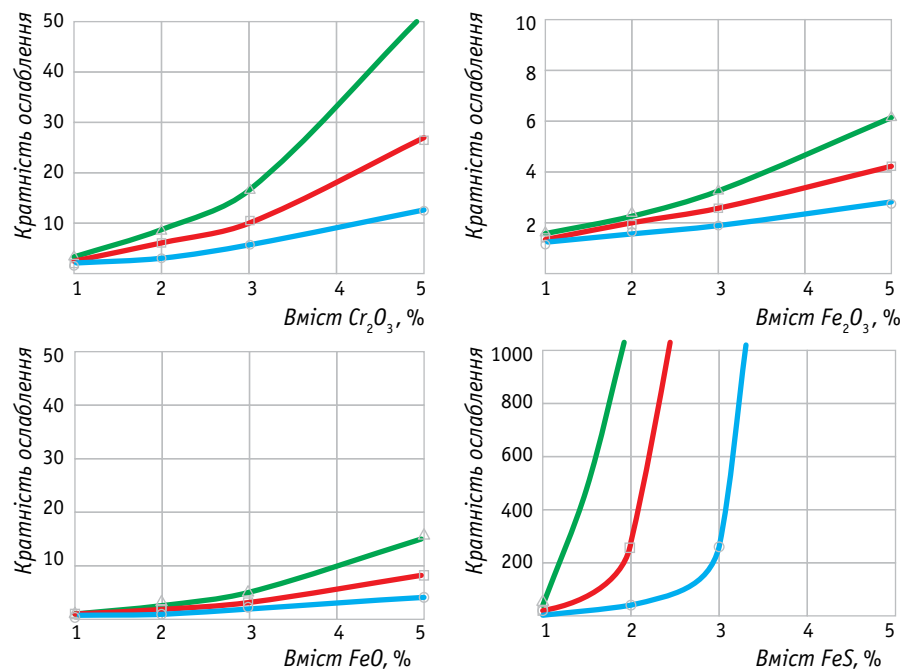 Кратність ослаблення
50
40
30
20
10
1 2 3 4 5
Вміст Cr₂O₃, %
Кратність ослаблення
10
8
6
4
2
1 2 3 4 5
Вміст Fe₂O₃, %
Кратність ослаблення
50
40
30
20
10
1 2 3 4 5
Вміст FeO, %
Кратність ослаблення
1000
800
600
400
200
1 2 3 4 5
Вміст FeS, %